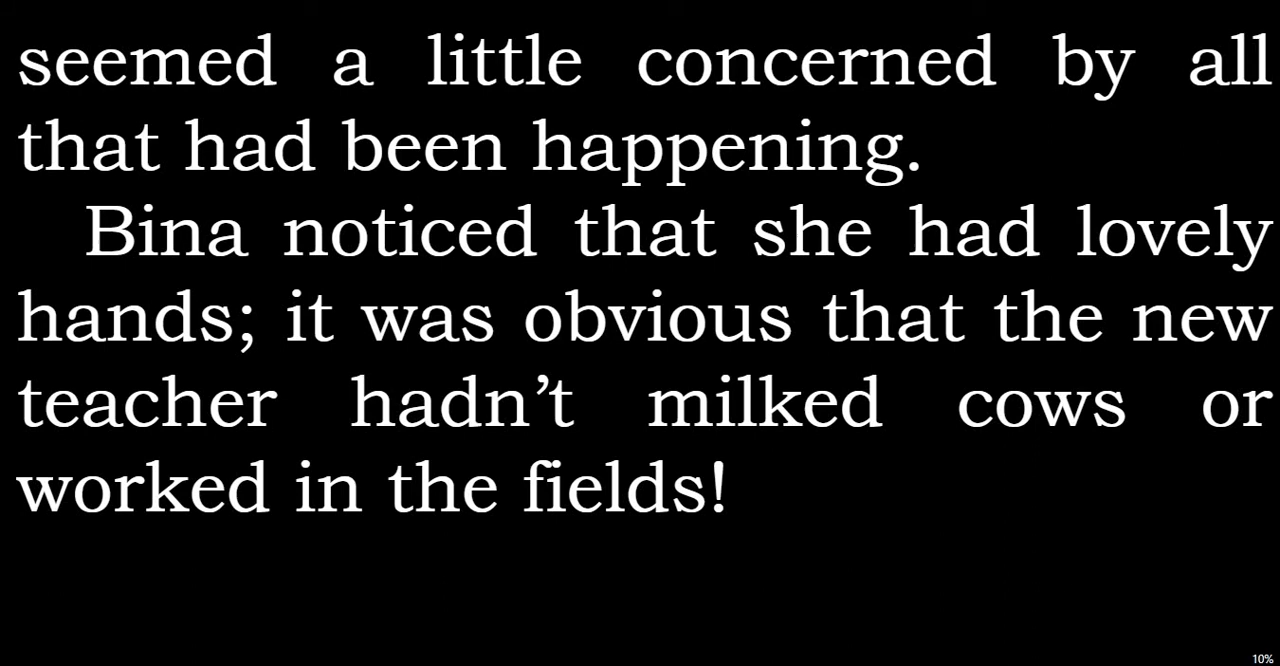 seemed a little concerned by all
that had been happening.
Bina noticed that she had lovely
hands; it was obvious that the new
teacher hadn’t milked cows or
worked in the fields!
10%